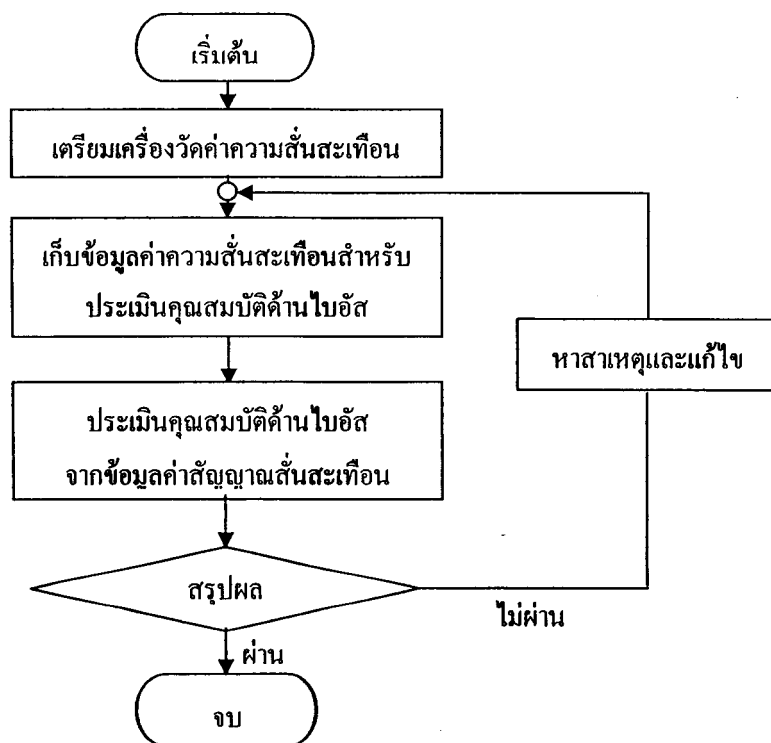 เริ่มต้น
เตรียมเครื่องวัดค่าความสั่นสะเทือน
เก็บข้อมูลค่าความสั่นสะเทือนสำหรับ
ประเมินคุณสมบัติด้านไบอัส
หาสาเหตุและแก้ไข
ประเมินคุณสมบัติด้านไบอัส
จากข้อมูลค่าสัญญาณสั่นสะเทือน
สรุปผล
ไม่ผ่าน
ผ่าน
จบ